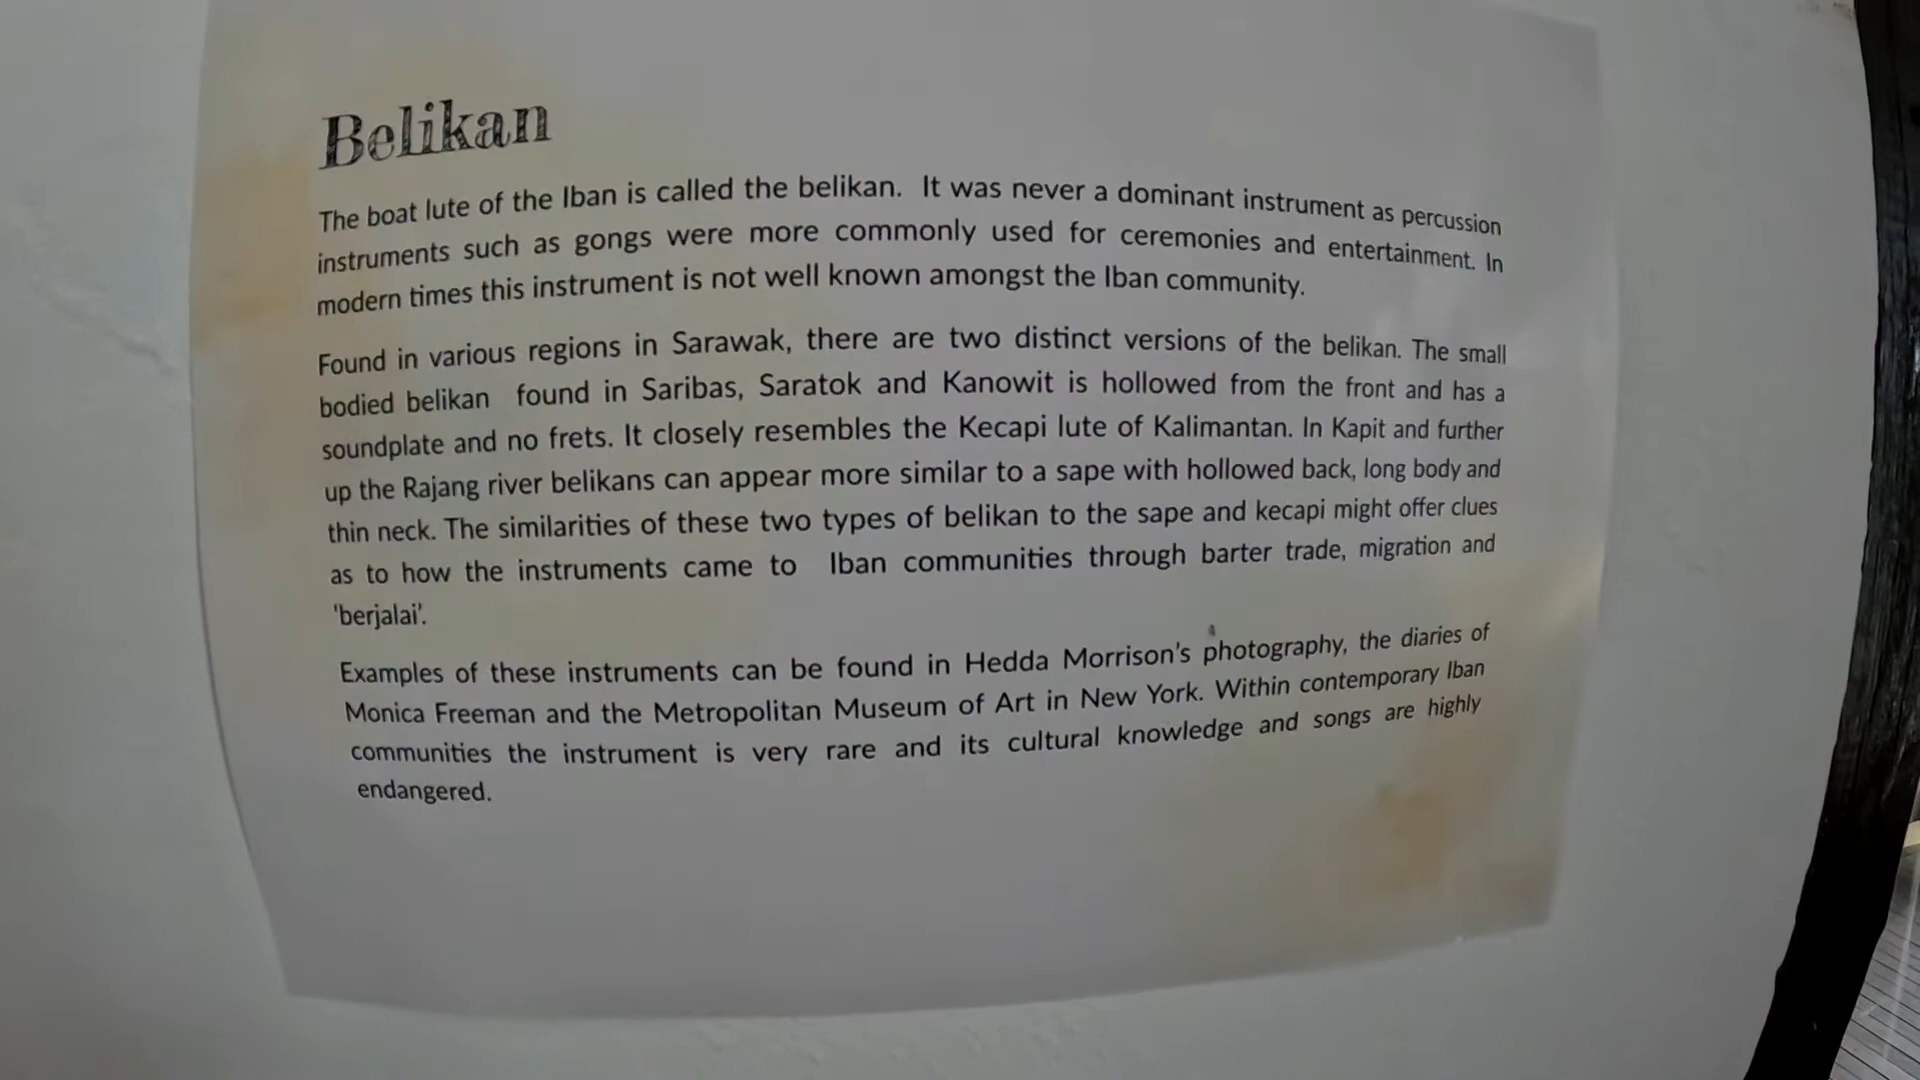 Belikan
The boat lute of the Iban is called the belikan. It was never a dominant instrument as percussion
instruments such as gongs were more commonly used for ceremonies and entertainment. In
modern times this instrument is not well known amongst the Iban community.
Found in various regions in Sarawak, there are two distinct versions of the belikan. The small
bodied belikan found in Saribas, Saratok and Kanowit is hollowed from the front and has a
soundplate and no frets. It closely resembles the Kecapi lute of Kalimantan. In Kapit and further
up the Rajang river belikans can appear more similar to a sape with hollowed back, long body and
thin neck. The similarities of these two types of belikan to the sape and kecapi might offer clues
as to how the instruments came to Iban communities through barter trade, migration and
'berjalai'.
Examples of these instruments can be found in Hedda Morrison's photography, the diaries of
Monica Freeman and the Metropolitan Museum of Art in New York. Within contemporary Iban
communities the instrument is very rare and its cultural knowledge and songs are highly
endangered.